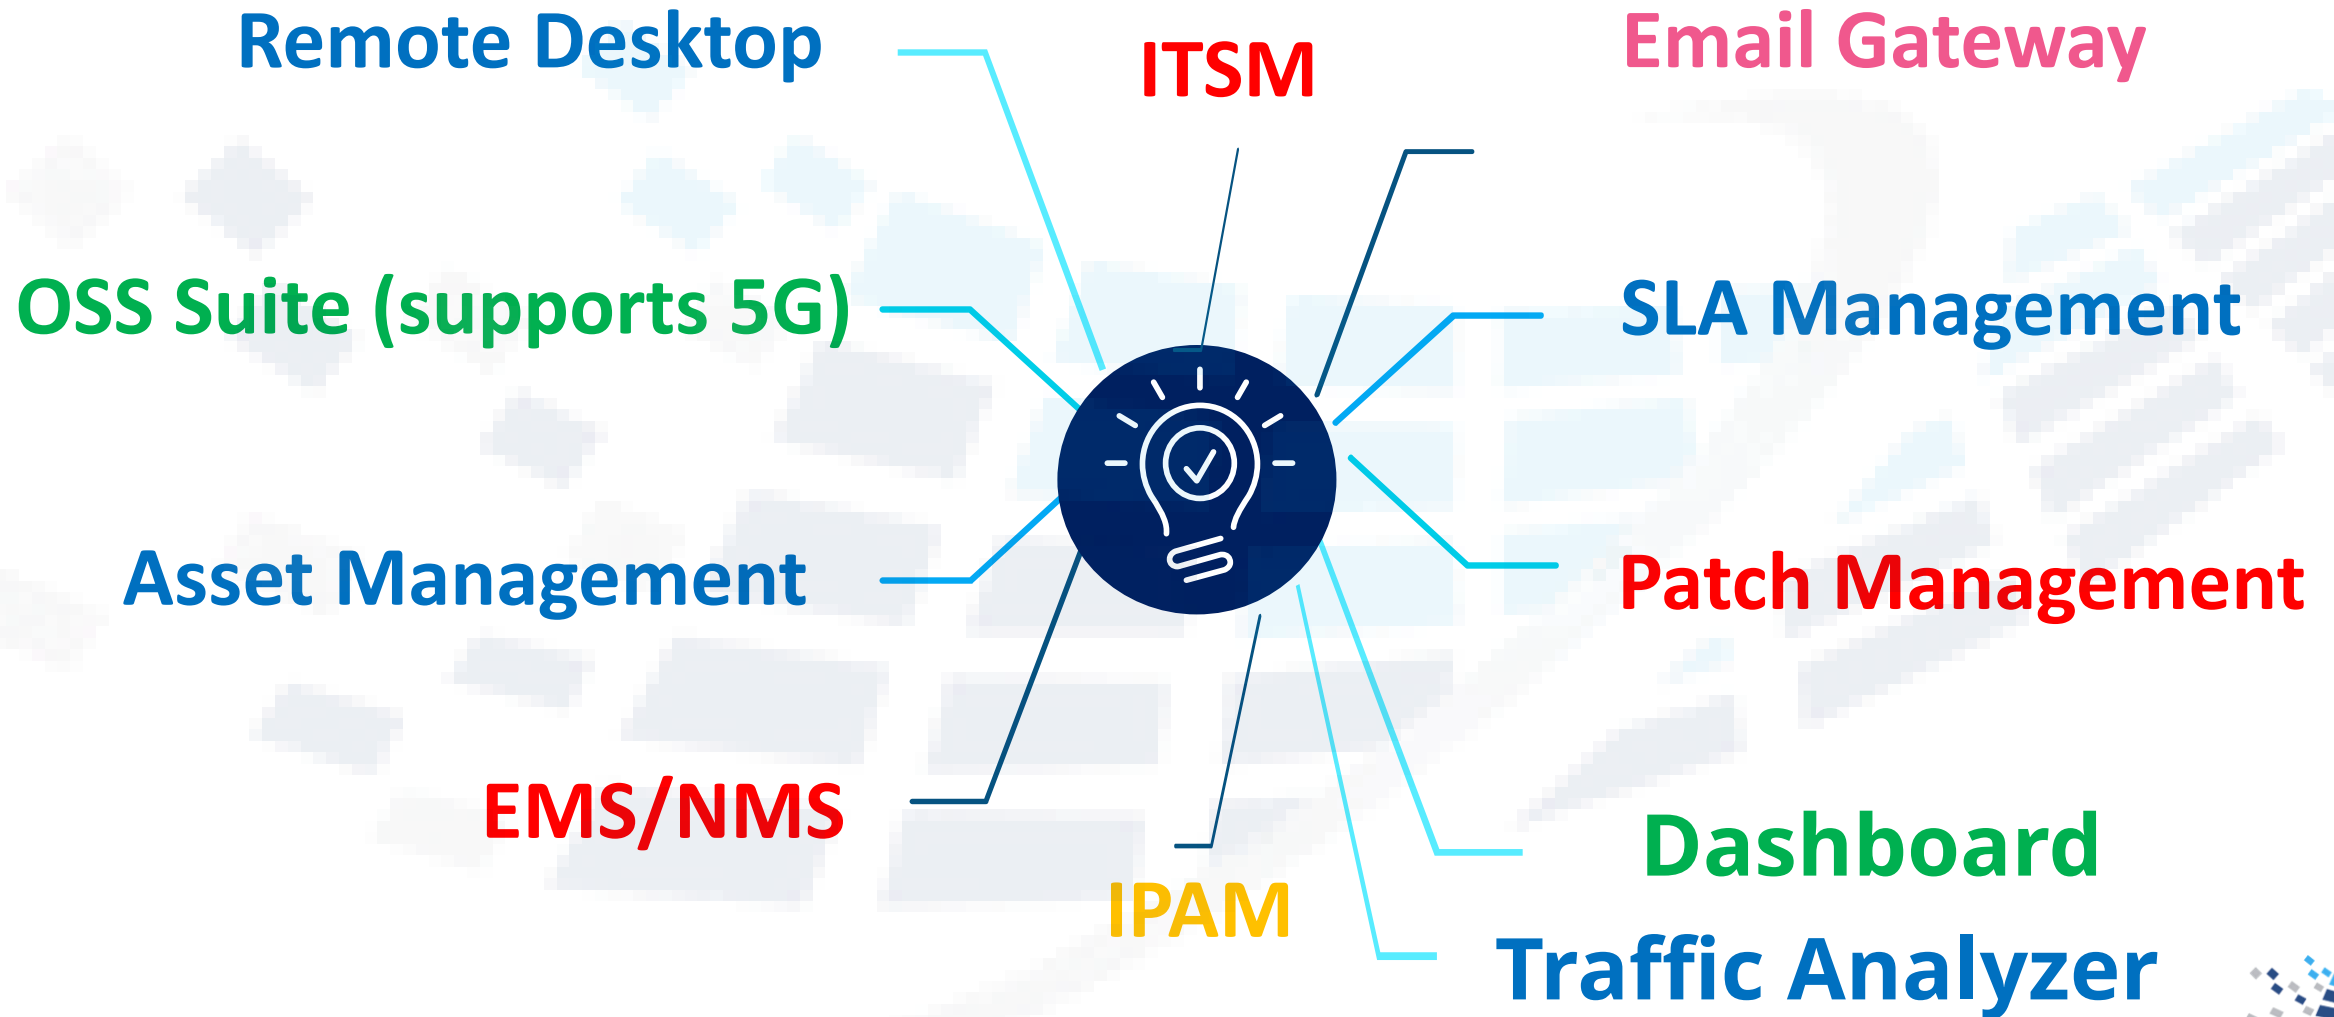 Remote Desktop
ITSM
Email Gateway
OSS Suite (supports 5G)
SLA Management
Asset Management
Patch Management
EMS/NMS
Dashboard
IPAM
Traffic Analyzer